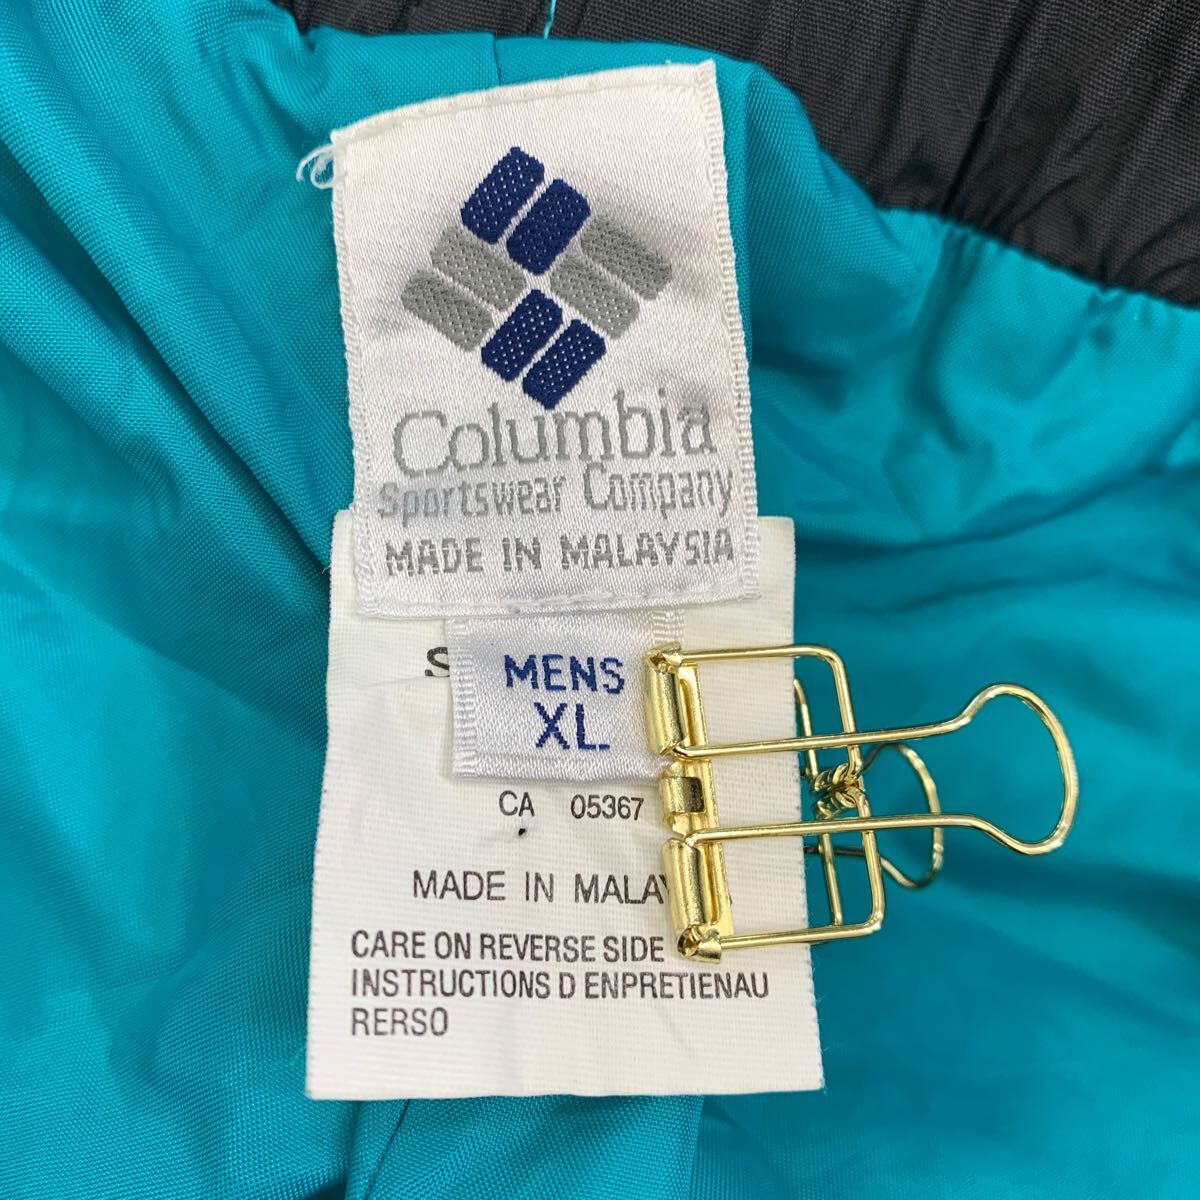 Columbia
Sportswear Company
MADE IN MALAYSIA
MENS
XL
CA 05367
MADE IN
CARE ON REVERSE SIDE
INSTRUCTIONS D ENPRETIENAU
RERSO